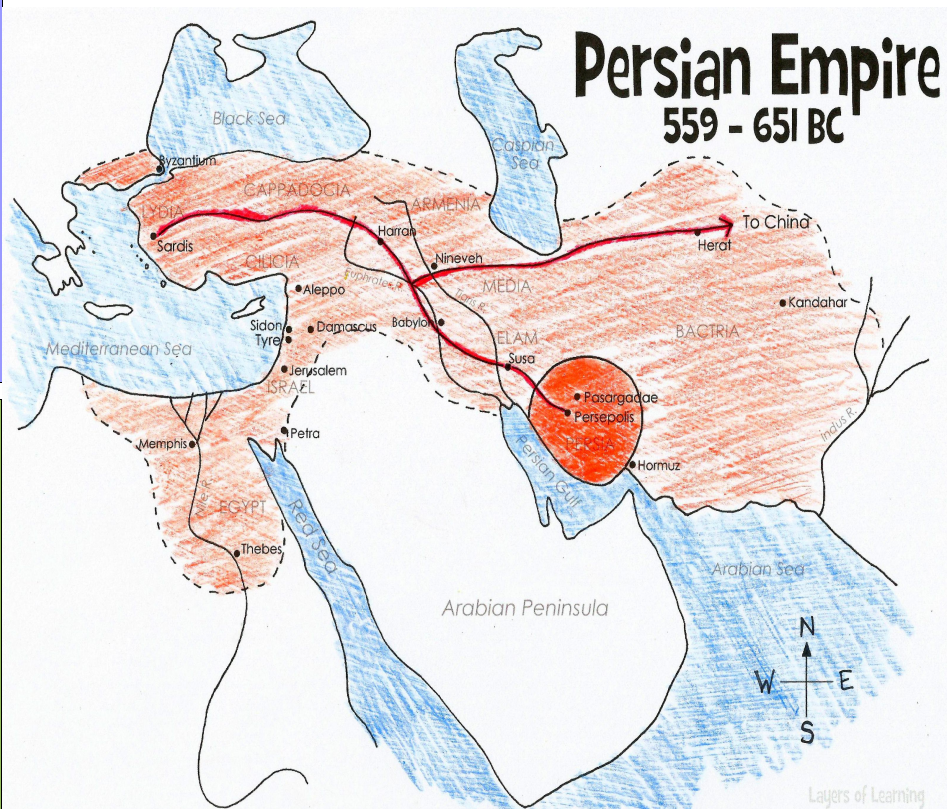 Persian Empire
559 - 651 BC
Black Sea
Caspian
Sea
Byzantium
CAPPADOCIA
ARMENIA
LYDIA
To China
Sardis
Harran
Herat
Nineveh
CILICIA
Euphrates R.
MEDIA
Aleppo
Tigris R.
Kandahar
Sidon
Damascus
Babylon
BACTRIA
Tyre
ELAM
Mediterranean Sea
Susa
Jerusalem
ISRAEL
Pasargadae
Persepolis
Indus R.
Petra
Memphis
PERSIA
Hormuz
Persian Gulf
EGYPT
Red Sea
Thebes
Arabian Sea
Arabian Peninsula
N
W
E
S
Layers of Learning